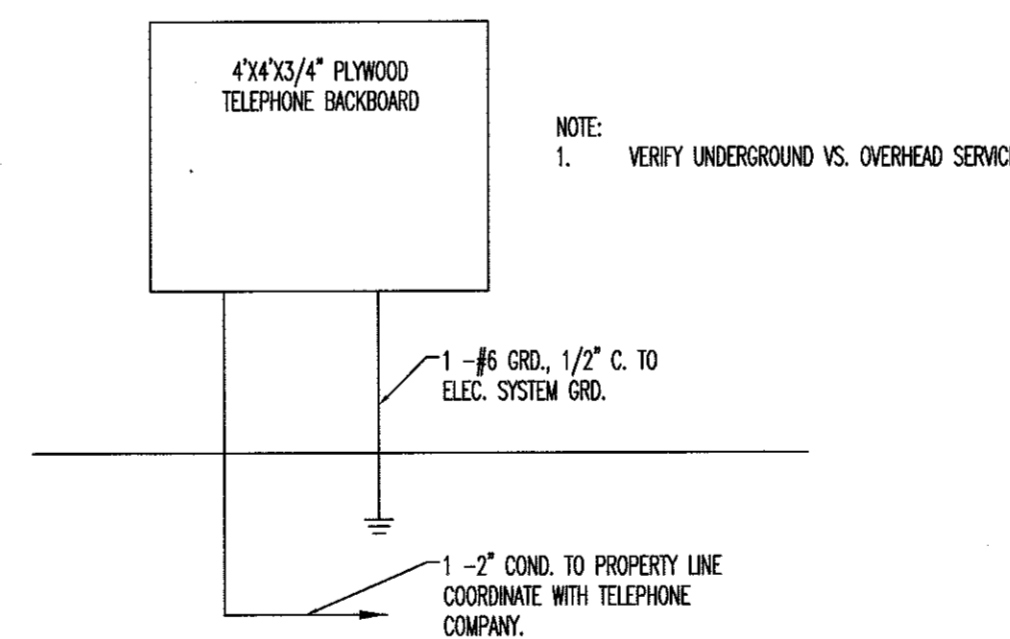 4'X4'X3/4" PLYWOOD
TELEPHONE BACKBOARD
NOTE:
1. VERIFY UNDERGROUND VS. OVERHEAD
1 -#6 GRD., 1/2" C. TO
ELEC. SYSTEM GRD.
1 -2" COND. TO PROPERTY LINE
COORDINATE WITH TELEPHONE
COMPANY.